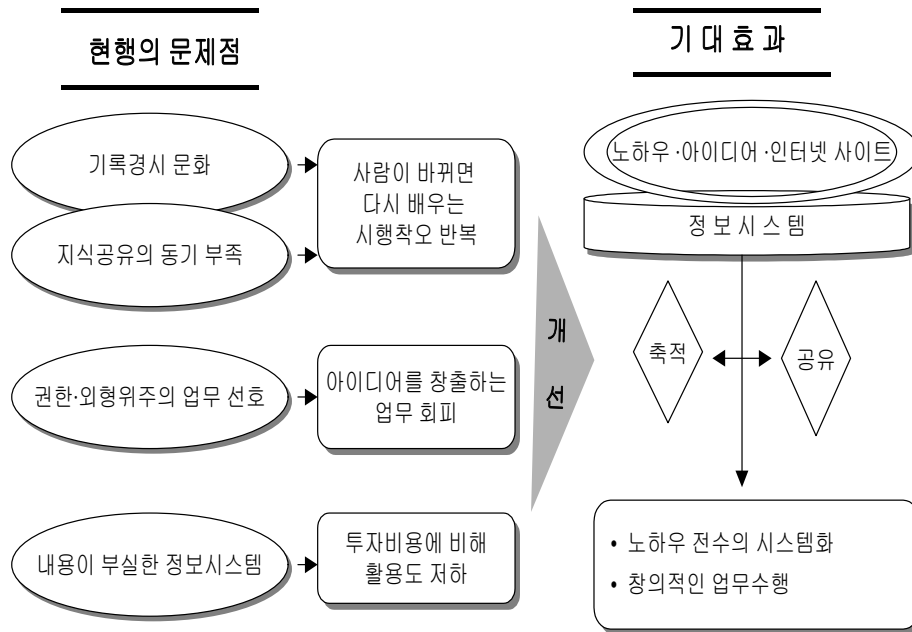 현행의 문제점
기록경시 문화
지식공유의 동기 부족
사람이 바뀌면
다시 배우는
시행착오 반복
권한·외형위주의 업무 선호
아이디어를 창출하는
업무 회피
내용이 부실한 정보시스템
투자비용에 비해
활용도 저하
개
선
기대효과
노하우·아이디어·인터넷 사이트
정보시스템
축적
공유
• 노하우 전수의 시스템화
• 창의적인 업무수행